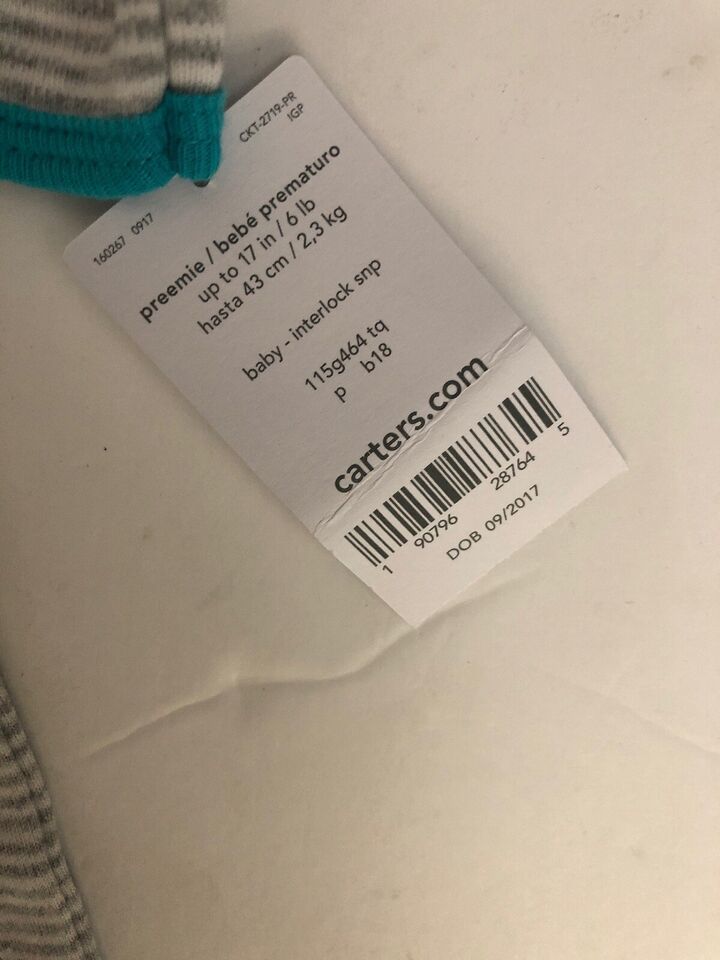 CKT-2719-PR
IGP
160267 0917
preemie / bebé prematuro
up to 17 in / 6 lb
hasta 43 cm / 2,3 kg
baby - interlock snp
115g464 tq
p b18
carters.com
1 90796 28764 5
DOB 09/2017